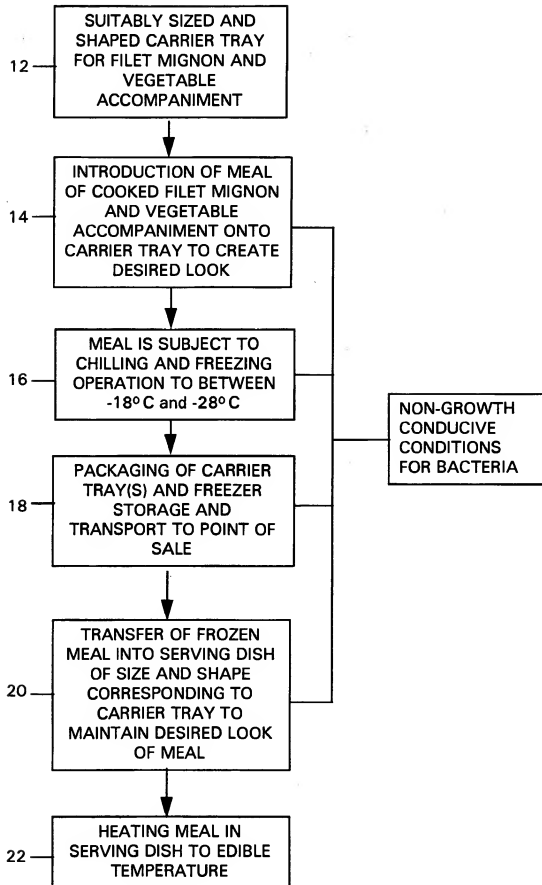 12
SUITABLY SIZED AND
SHAPED CARRIER TRAY
FOR FILET MIGNON AND
VEGETABLE
ACCOMPANIMENT
14
INTRODUCTION OF MEAL
OF COOKED FILET MIGNON
AND VEGETABLE
ACCOMPANIMENT ONTO
CARRIER TRAY TO CREATE
DESIRED LOOK
16
MEAL IS SUBJECT TO
CHILLING AND FREEZING
OPERATION TO BETWEEN
-18º C and -28º C
NON-GROWTH
CONDUCIVE
CONDITIONS
FOR BACTERIA
18
PACKAGING OF CARRIER
TRAY(S) AND FREEZER
STORAGE AND
TRANSPORT TO POINT OF
SALE
20
TRANSFER OF FROZEN
MEAL INTO SERVING DISH
OF SIZE AND SHAPE
CORRESPONDING TO
CARRIER TRAY TO
MAINTAIN DESIRED LOOK
OF MEAL
22
HEATING MEAL IN
SERVING DISH TO EDIBLE
TEMPERATURE